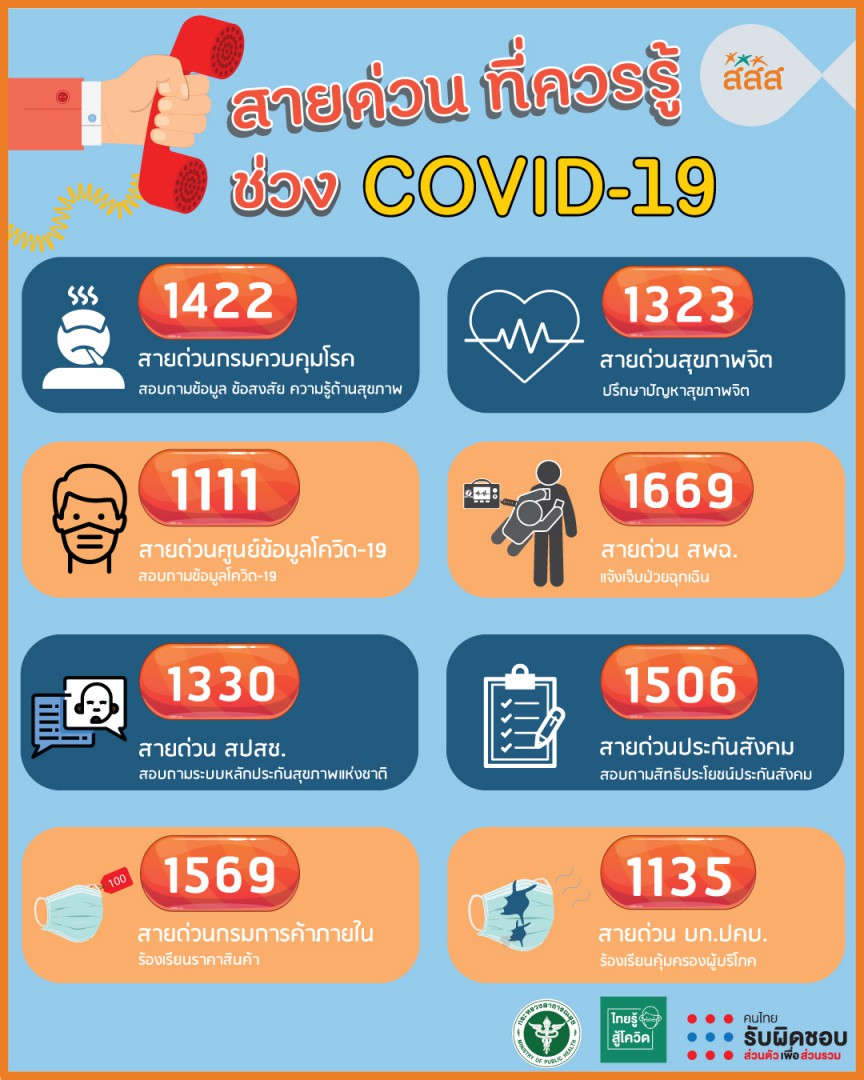 สายด่วน ที่ควรรู้
ช่วง COVID-19
สสส
1422
สายด่วนกรมควบคุมโรค
สอบถามข้อมูล ข้อสงสัย ความรู้ด้านสุขภาพ
1323
สายด่วนสุขภาพจิต
ปรึกษาปัญหาสุขภาพจิต
1111
สายด่วนศูนย์ข้อมูลโควิด-19
สอบถามข้อมูลโควิด-19
1669
สายด่วน สพฉ.
แจ้งเจ็บป่วยฉุกเฉิน
1330
สายด่วน สปสช.
สอบถามระบบหลักประกันสุขภาพแห่งชาติ
1506
สายด่วนประกันสังคม
สอบถามสิทธิประโยชน์ประกันสังคม
100
1569
สายด่วนกรมการค้าภายใน
ร้องเรียนราคาสินค้า
1135
สายด่วน บก.ปคบ.
ร้องเรียนคุ้มครองผู้บริโภค
กระทรวงสาธารณสุข
MINISTRY OF PUBLIC HEALTH
ไทยรู้
สู้โควิด
คนไทย
รับผิดชอบ
ส่วนตัวเพื่อส่วนรวม